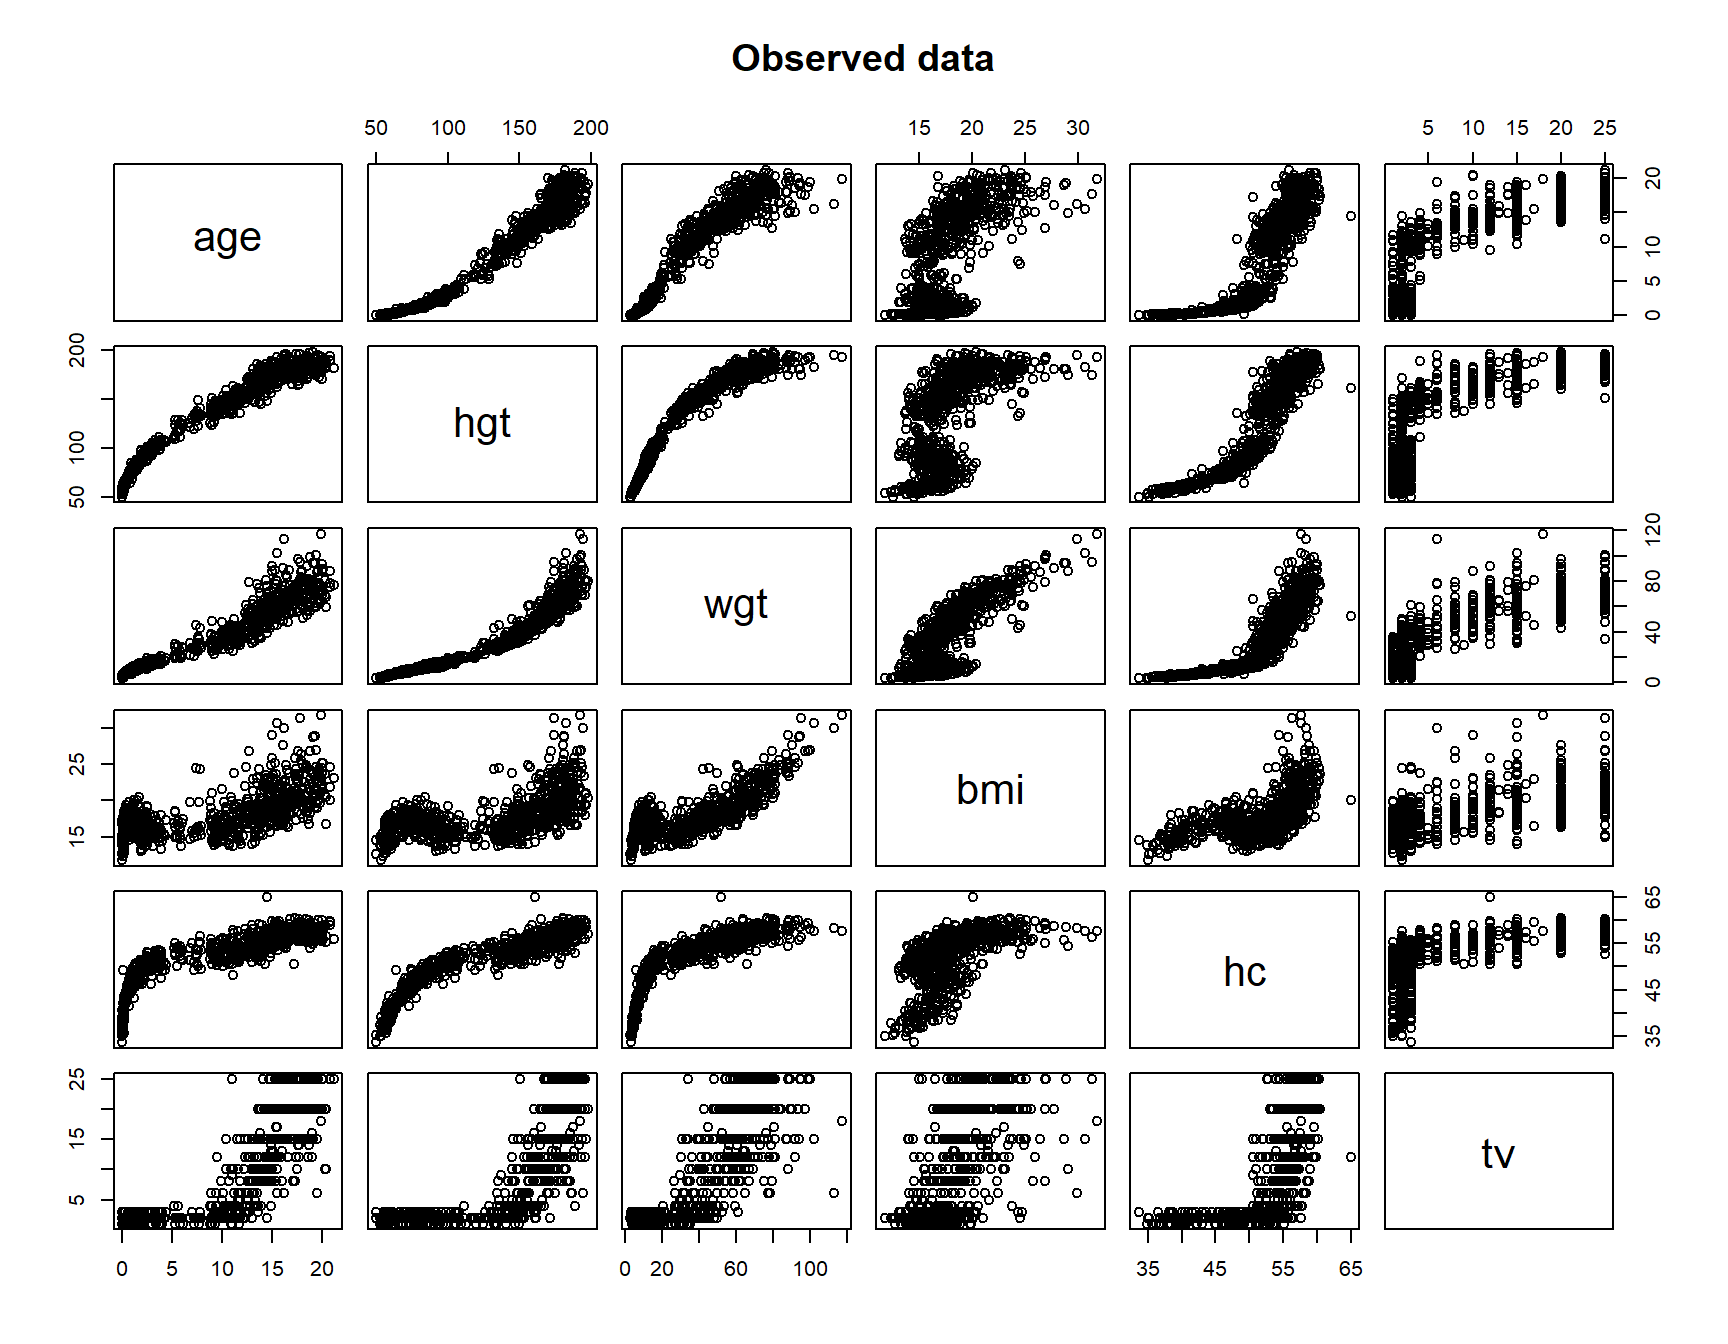 Observed data
50 100 150 200
15 20 25 30
5 10 15 20 25
age
0 5 10 20
50 100 200
hgt
wgt
0 40 80 120
15 25
bmi
hc
35 45 55 65
5 15 25
tv
0 5 10 15 20
0 20 60 100
35 45 55 65